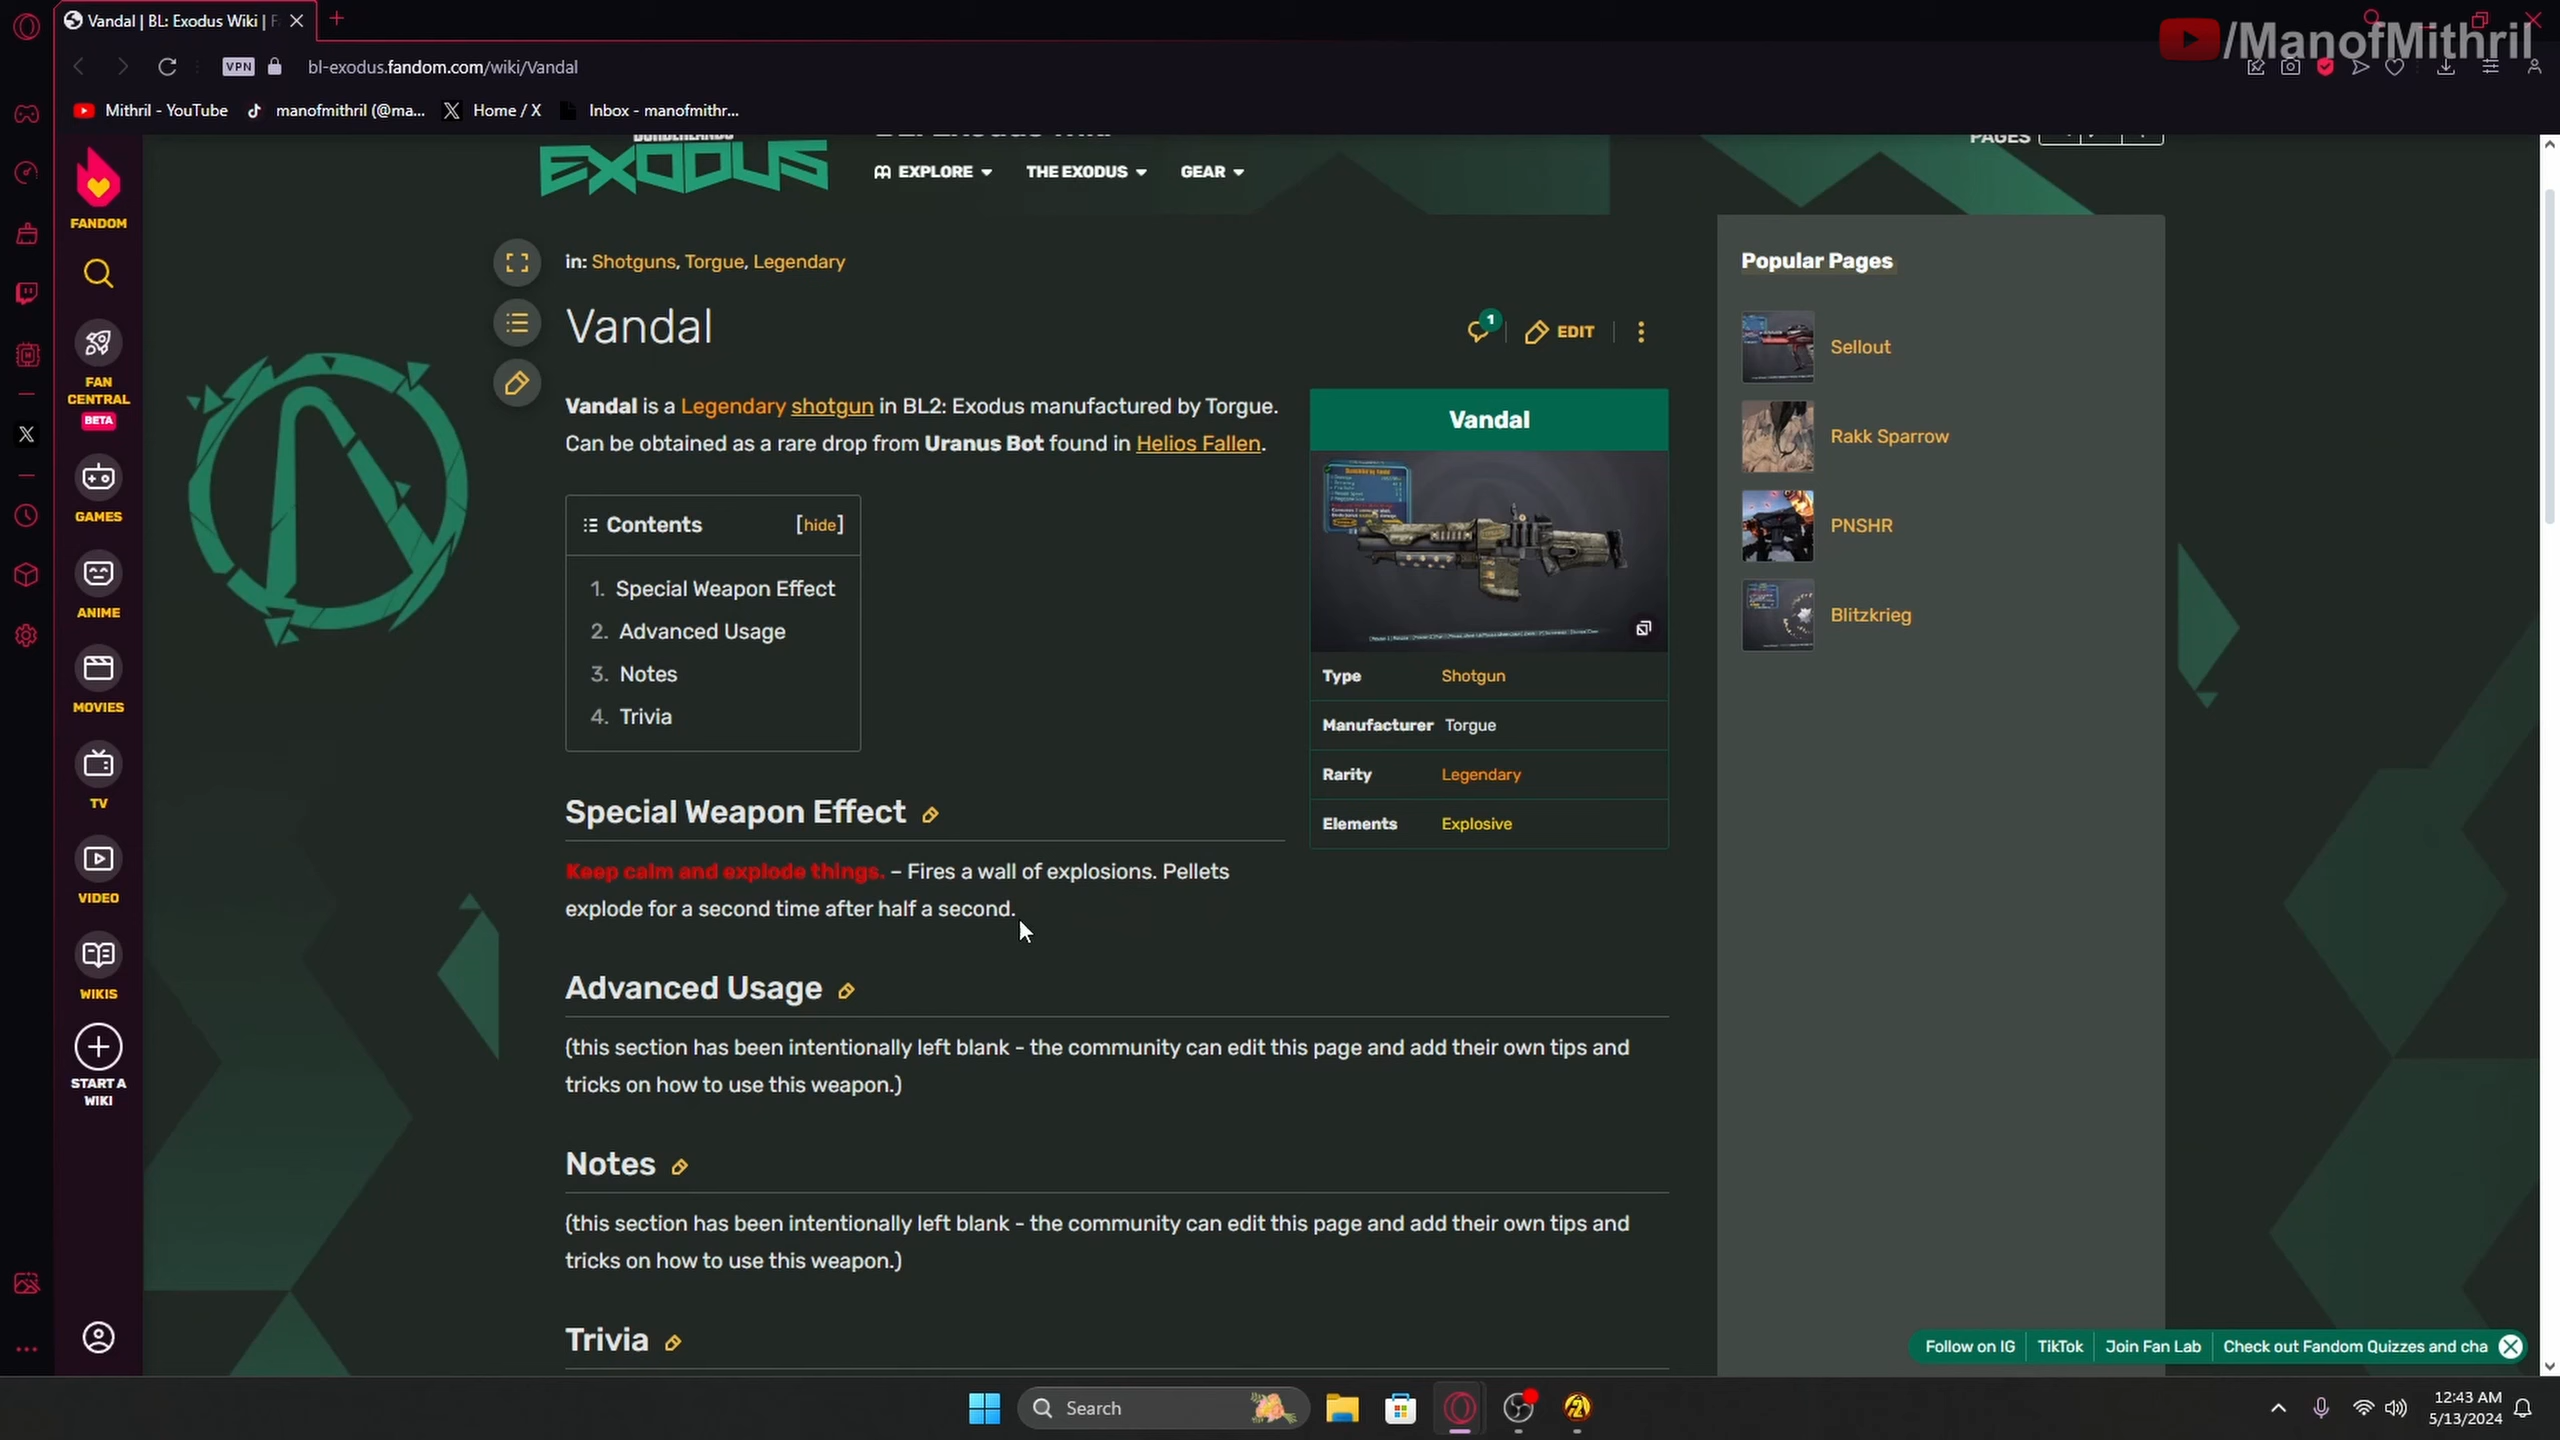 Vandal | BL: Exodus Wiki | F
/ManofMithril
VPN
bl-exodus.fandom.com/wiki/Vandal
Mithril - YouTube
manofmithril (@ma...
Home / X
Inbox - manofmithr...
FANDOM
FAN CENTRAL
BETA
GAMES
ANIME
MOVIES
TV
VIDEO
WIKIS
START A WIKI
BORDERLANDS
EXODUS
BL: Exodus Wiki
EXPLORE
THE EXODUS
GEAR
PAGES
in: Shotguns, Torgue, Legendary
Vandal
1
EDIT
Vandal is a Legendary shotgun in BL2: Exodus manufactured by Torgue.
Can be obtained as a rare drop from Uranus Bot found in Helios Fallen.
Contents [hide]
1. Special Weapon Effect
2. Advanced Usage
3. Notes
4. Trivia
Vandal
Type Shotgun
Manufacturer Torgue
Rarity Legendary
Elements Explosive
Special Weapon Effect
Keep calm and explode things. – Fires a wall of explosions. Pellets
explode for a second time after half a second.
Advanced Usage
(this section has been intentionally left blank - the community can edit this page and add their own tips and
tricks on how to use this weapon.)
Notes
(this section has been intentionally left blank - the community can edit this page and add their own tips and
tricks on how to use this weapon.)
Trivia
Popular Pages
Sellout
Rakk Sparrow
PNSHR
Blitzkrieg
Follow on IG
TikTok
Join Fan Lab
Check out Fandom Quizzes and cha
Search
12:43 AM
5/13/2024